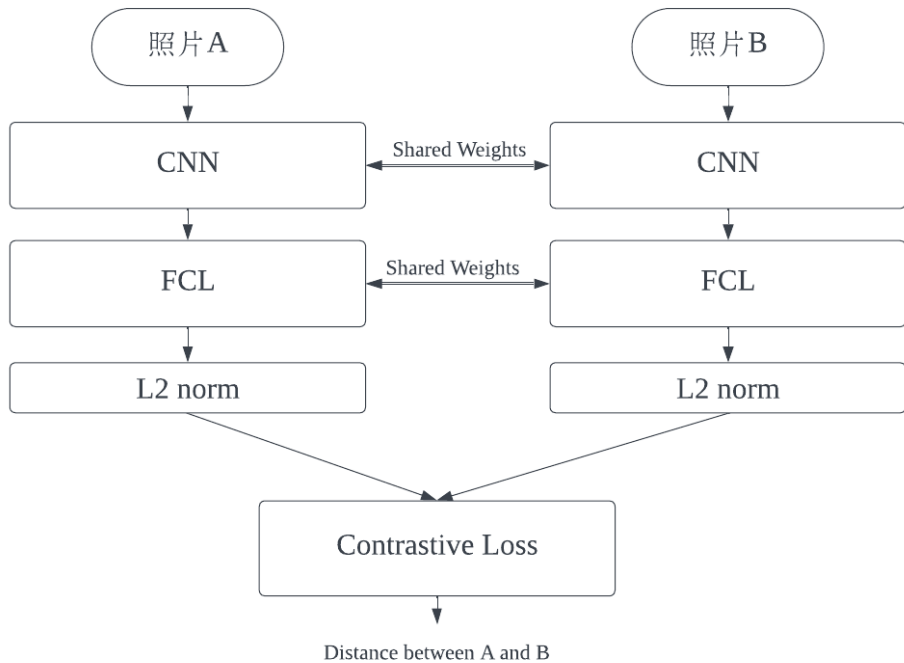 照片A
照片B
CNN
Shared Weights
CNN
FCL
Shared Weights
FCL
L2 norm
L2 norm
Contrastive Loss
Distance between A and B